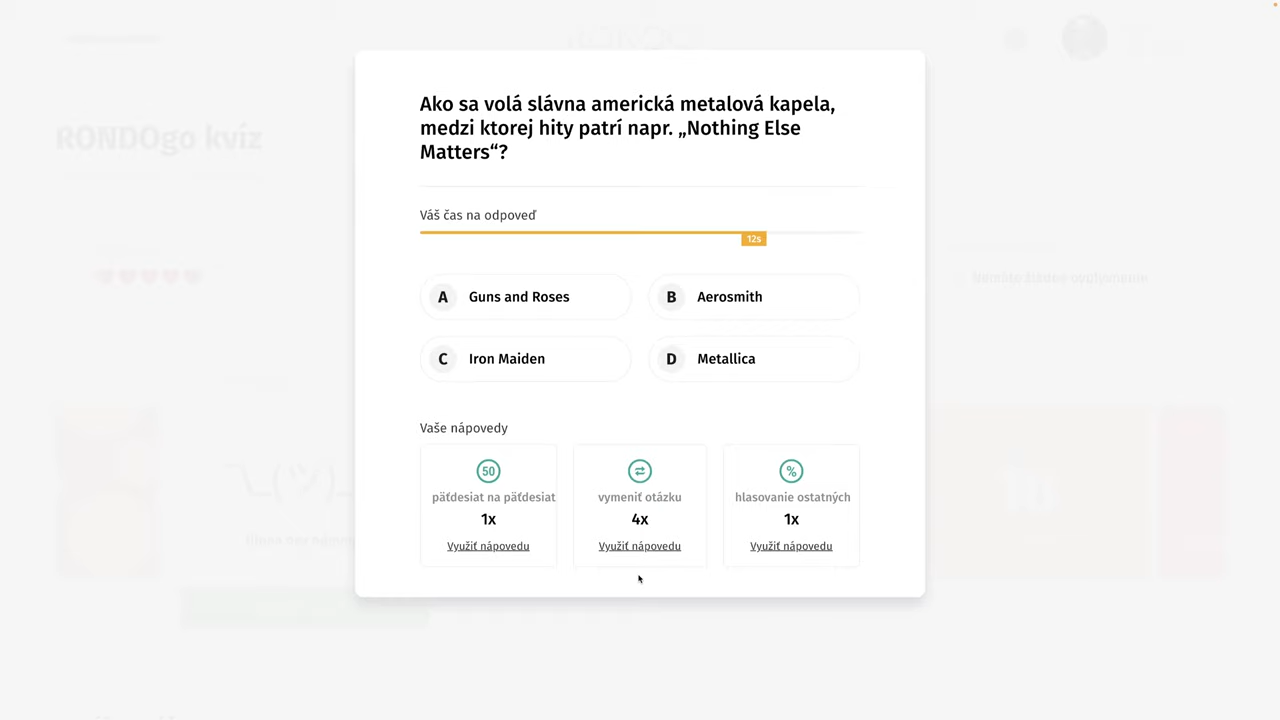 RONDOgo kvíz
Ako sa volá slávna americká metalová kapela,
medzi ktorej hity patrí napr. „Nothing Else
Matters“?
Váš čas na odpoveď
12s
A Guns and Roses
B Aerosmith
C Iron Maiden
D Metallica
Vaše nápovedy
50
%
päťdesiat na päťdesiat
vymeniť otázku
hlasovanie ostatných
1x
4x
1x
Využiť nápovedu
Využiť nápovedu
Využiť nápovedu